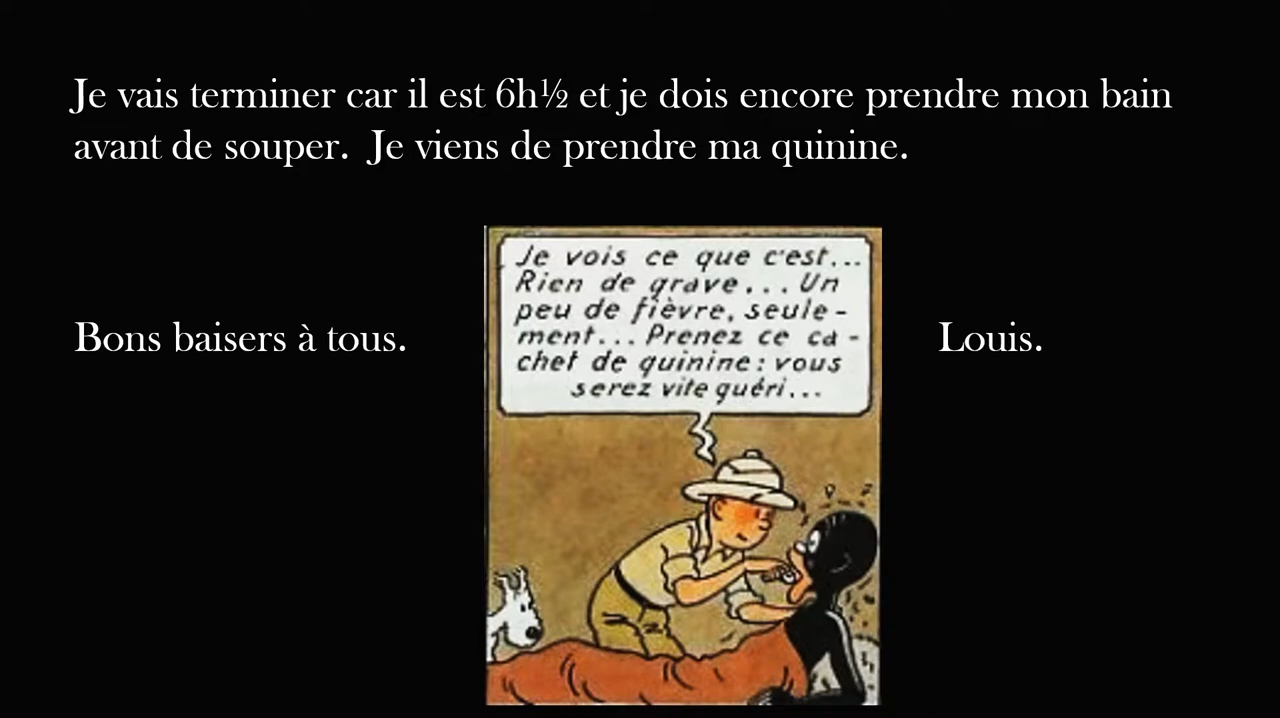 Je vais terminer car il est 6h½ et je dois encore prendre mon bain
avant de souper. Je viens de prendre ma quinine.
Je vois ce que c'est...
Rien de grave... Un
peu de fièvre, seule-
ment... Prenez ce ca-
chet de quinine: vous
serez vite guéri...
Bons baisers à tous.
Louis.